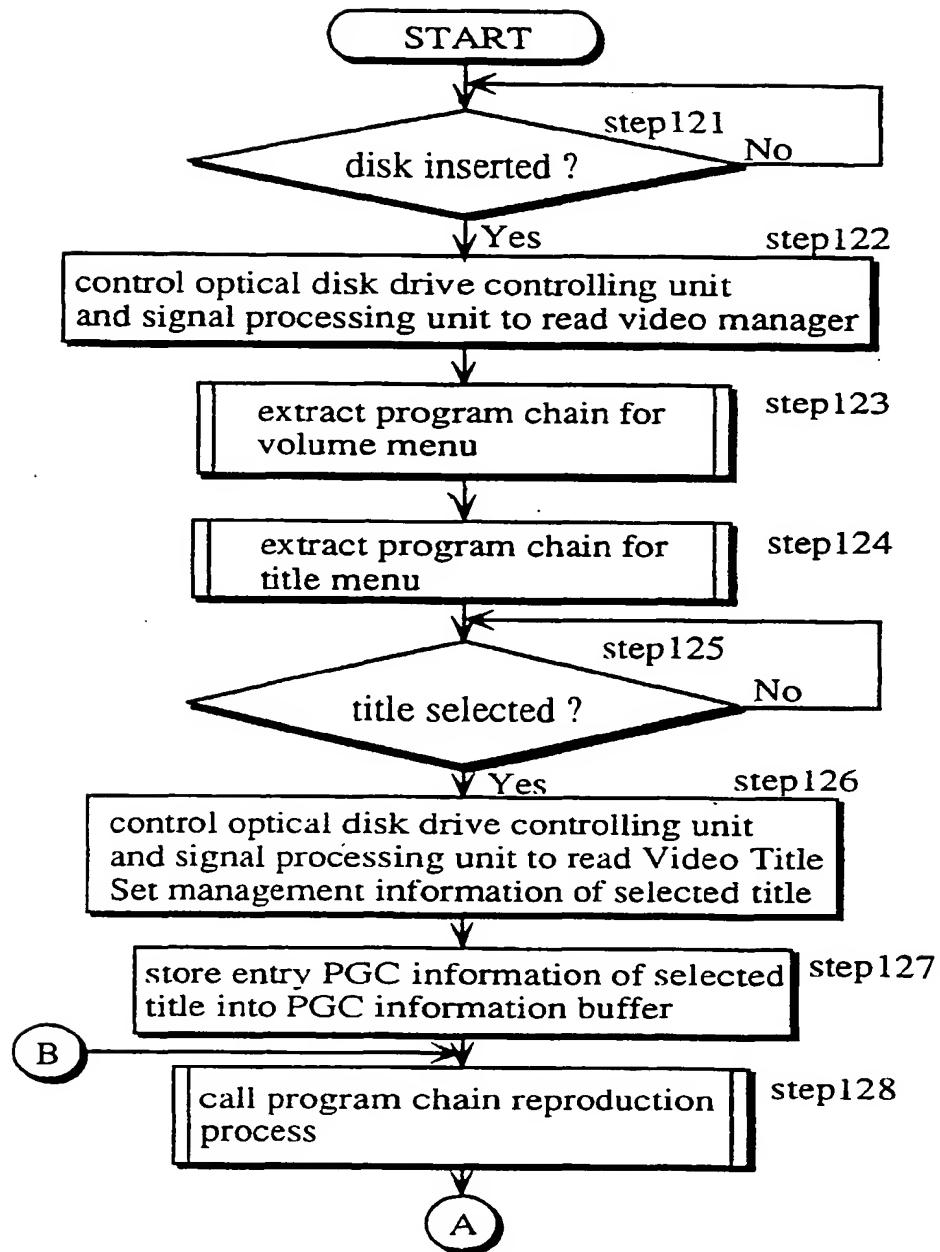 START
step121
No
disk inserted ?
Yes
step122
control optical disk drive controlling unit
and signal processing unit to read video manager
extract program chain for
volume menu
step123
extract program chain for
title menu
step124
step125
No
title selected ?
Yes
step126
control optical disk drive controlling unit
and signal processing unit to read Video Title
Set management information of selected title
store entry PGC information of selected
title into PGC information buffer
step127
B
call program chain reproduction
process
step128
A